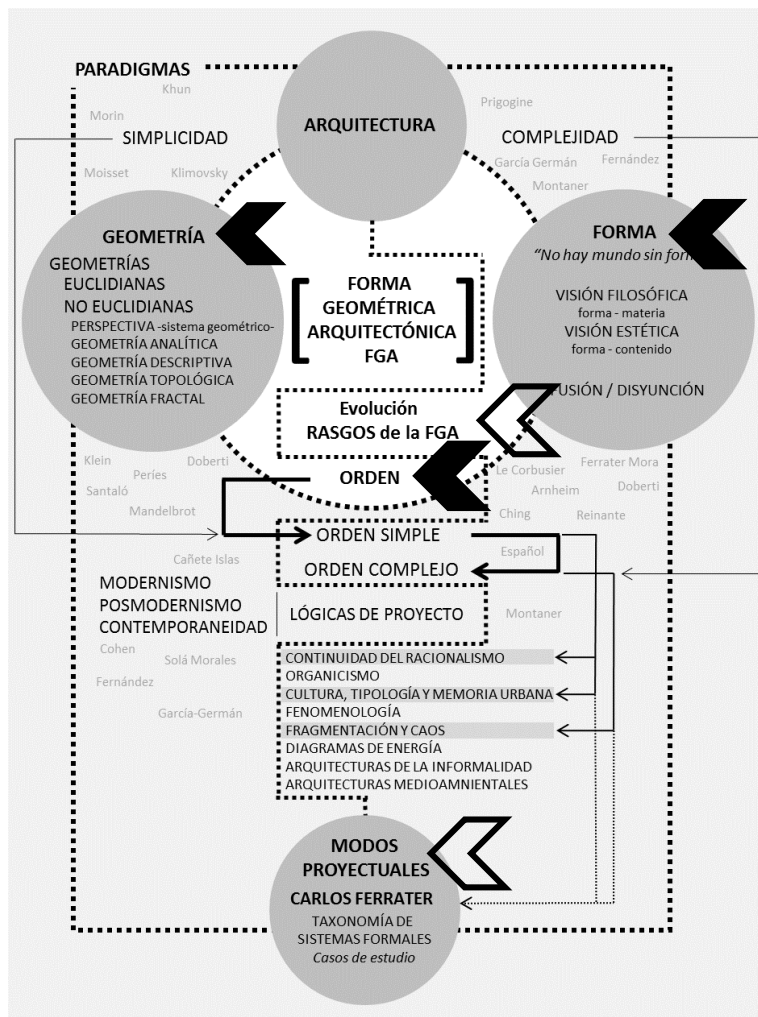 PARADIGMAS
Khun
Morin
SIMPLICIDAD
Moisset
Klimovsky
ARQUITECTURA
Prigogine
COMPLEJIDAD
García Germán
Fernández
Montaner
GEOMETRÍA
GEOMETRÍAS
EUCLIDIANAS
NO EUCLIDIANAS
PERSPECTIVA -sistema geométrico-
GEOMETRÍA ANALÍTICA
GEOMETRÍA DESCRIPTIVA
GEOMETRÍA TOPOLÓGICA
GEOMETRÍA FRACTAL
FORMA
GEOMÉTRICA
ARQUITECTÓNICA
FGA
FORMA
“No hay mundo sin form
VISIÓN FILOSÓFICA
forma - materia
VISIÓN ESTÉTICA
forma - contenido
FUSIÓN / DISYUNCIÓN
Evolución
RASGOS de la FGA
ORDEN
Klein
Doberti
Períes
Santaló
Mandelbrot
Le Corbusier
Ferrater Mora
Arnheim
Doberti
Ching
Reinante
ORDEN SIMPLE
Español
ORDEN COMPLEJO
Cañete Islas
MODERNISMO
POSMODERNISMO
CONTEMPORANEIDAD
LÓGICAS DE PROYECTO
Montaner
Cohen
Solá Morales
Fernández
García-Germán
CONTINUIDAD DEL RACIONALISMO
ORGANICISMO
CULTURA, TIPOLOGÍA Y MEMORIA URBANA
FENOMENOLOGÍA
FRAGMENTACIÓN Y CAOS
DIAGRAMAS DE ENERGÍA
ARQUITECTURAS DE LA INFORMALIDAD
ARQUITECTURAS MEDIOAMNIENTALES
MODOS
PROYECTUALES
CARLOS FERRATER
TAXONOMÍA DE
SISTEMAS FORMALES
Casos de estudio